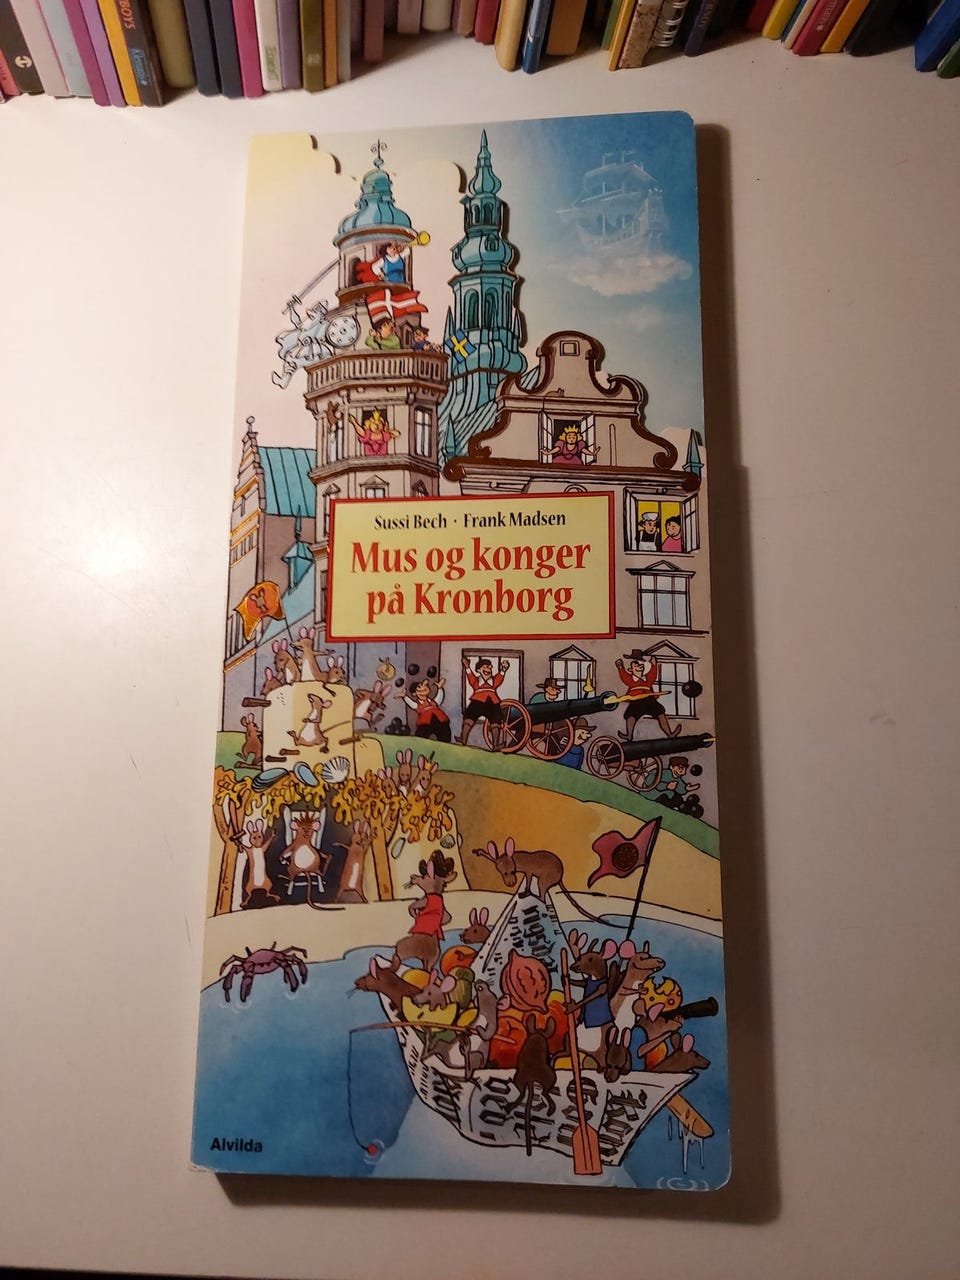 Sussi Bech · Frank Madsen
Mus og konger
på Kronborg
Alvilda